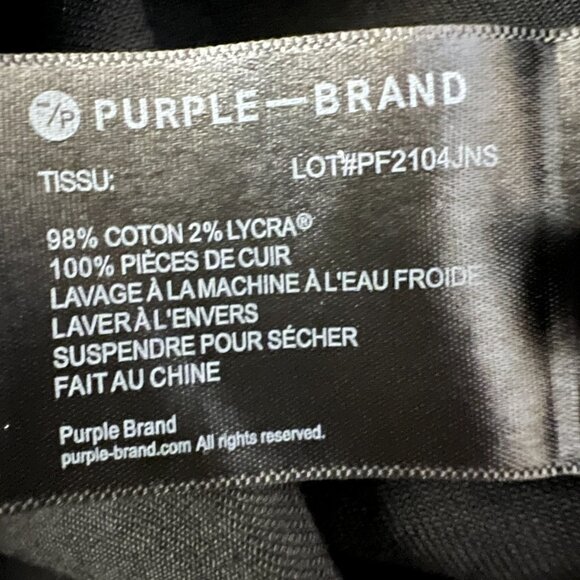 -/P PURPLE—BRAND
TISSU:
LOT#PF2104JNS
98% COTON 2% LYCRA®
100% PIÈCES DE CUIR
LAVAGE À LA MACHINE À L'EAU FROIDE
LAVER À L'ENVERS
SUSPENDRE POUR SÉCHER
FAIT AU CHINE
Purple Brand
purple-brand.com All rights reserved.